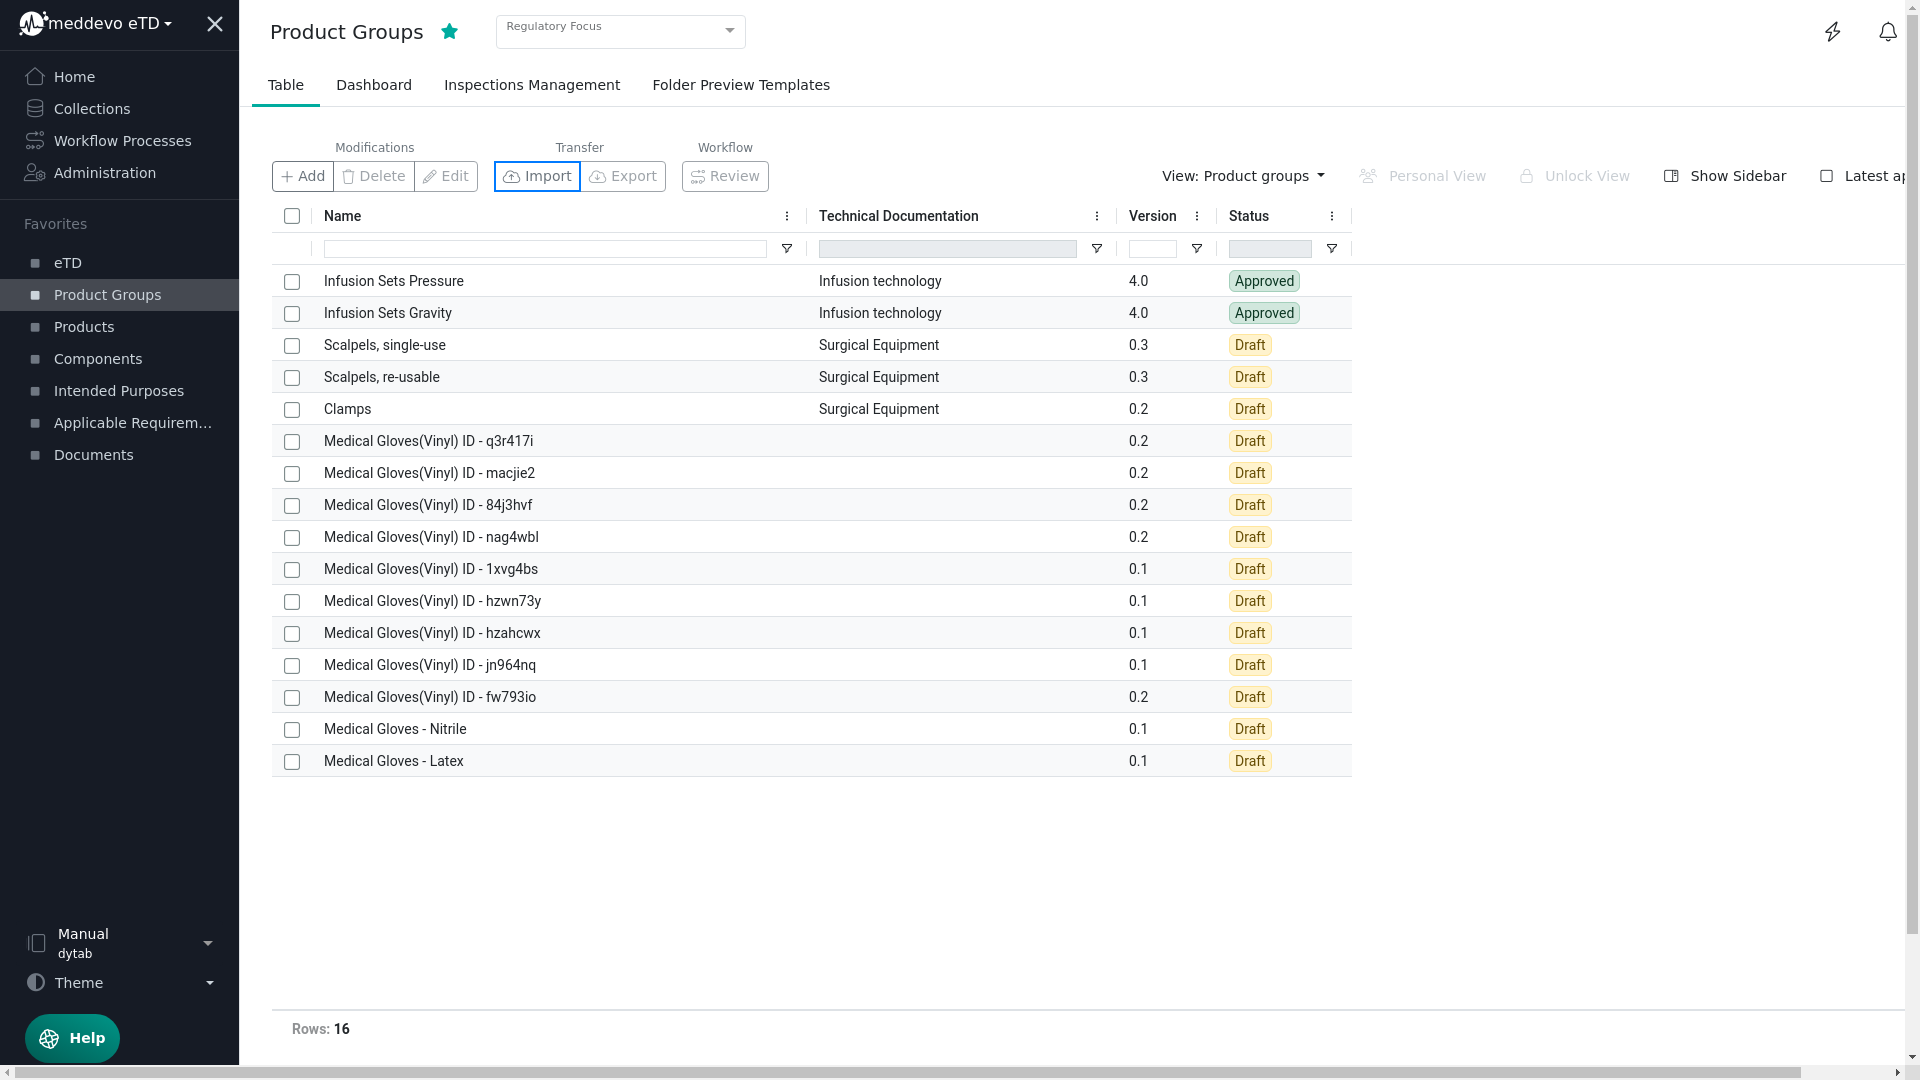 meddevo eTD
Home
Collections
Workflow Processes
Administration
Favorites
eTD
Product Groups
Products
Components
Intended Purposes
Applicable Requirem...
Documents
Manual
dytab
Theme
Help
Product Groups
Regulatory Focus
Table
Dashboard
Inspections Management
Folder Preview Templates
Modifications
Transfer
Workflow
Add
Delete
Edit
Import
Export
Review
View: Product groups
Personal View
Unlock View
Show Sidebar
Latest ap
Name Technical Documentation Version Status
Infusion Sets Pressure Infusion technology 4.0 Approved
Infusion Sets Gravity Infusion technology 4.0 Approved
Scalpels, single-use Surgical Equipment 0.3 Draft
Scalpels, re-usable Surgical Equipment 0.3 Draft
Clamps Surgical Equipment 0.2 Draft
Medical Gloves(Vinyl) ID - q3r417i 0.2 Draft
Medical Gloves(Vinyl) ID - macjie2 0.2 Draft
Medical Gloves(Vinyl) ID - 84j3hvf 0.2 Draft
Medical Gloves(Vinyl) ID - nag4wbl 0.2 Draft
Medical Gloves(Vinyl) ID - 1xvg4bs 0.1 Draft
Medical Gloves(Vinyl) ID - hzwn73y 0.1 Draft
Medical Gloves(Vinyl) ID - hzahcwx 0.1 Draft
Medical Gloves(Vinyl) ID - jn964nq 0.1 Draft
Medical Gloves(Vinyl) ID - fw793io 0.2 Draft
Medical Gloves - Nitrile 0.1 Draft
Medical Gloves - Latex 0.1 Draft
Rows: 16